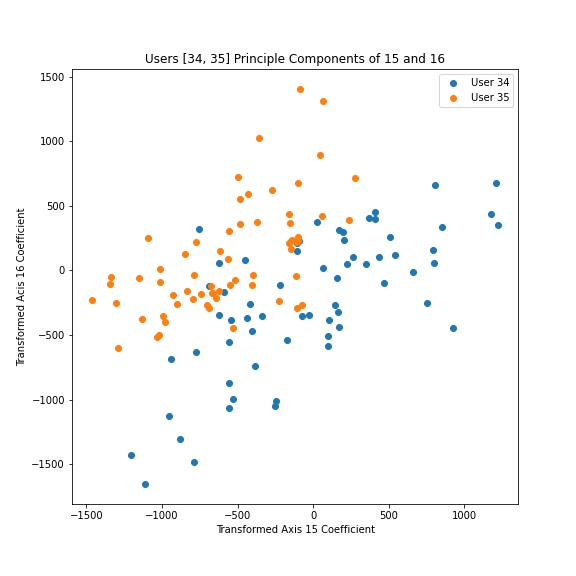 Users [34, 35] Principle Components of 15 and 16
User 34
User 35
Transformed Acis 16 Coefficient
1500
1000
500
0
−500
−1000
−1500
−1500
−1000
−500
0
500
1000
Transformed Axis 15 Coefficient